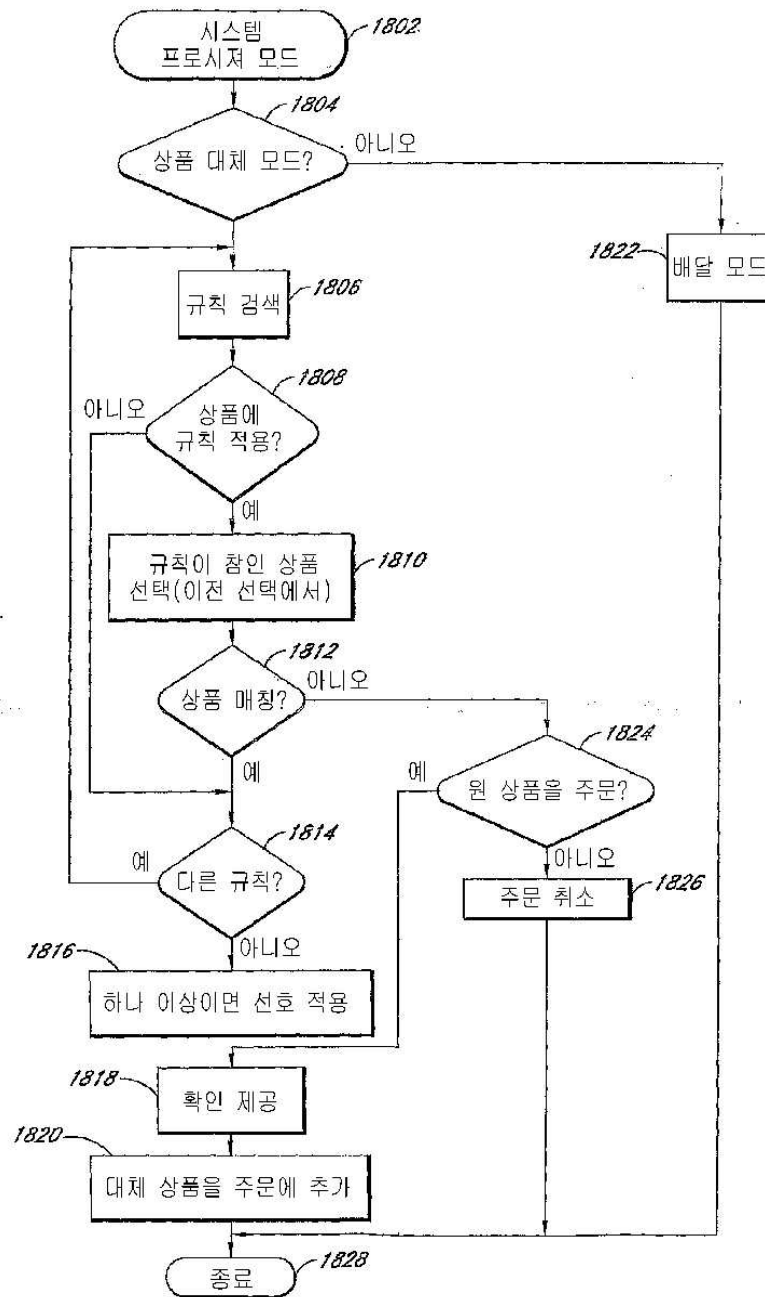 시스템
프로시져 모드
1802
1804
상품 대체 모드?
아니오
1822
배달 모드
1806
규칙 검색
1808
아니오
상품에
규칙 적용?
예
1810
규칙이 참인 상품
선택(이전 선택에서)
1812
상품 매칭?
아니오
예
1824
예
원 상품을 주문?
아니오
1814
예
다른 규칙?
아니오
1826
주문 취소
1816
하나 이상이면 선호 적용
1818
확인 제공
1820
대체 상품을 주문에 추가
종료
1828